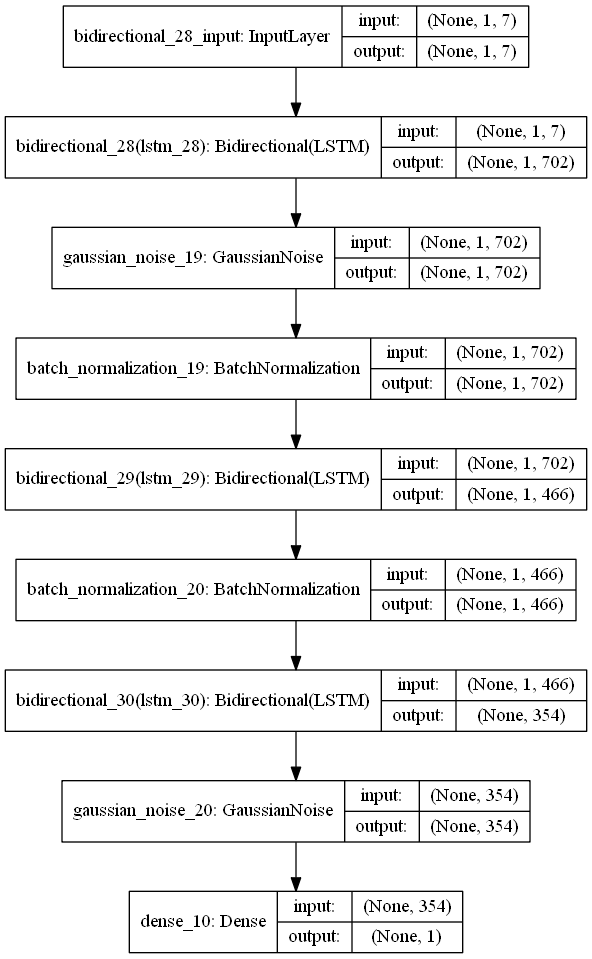 bidirectional_28_input: InputLayer
input:
(None, 1, 7)
output:
(None, 1, 7)
bidirectional_28(lstm_28): Bidirectional(LSTM)
input:
(None, 1, 7)
output:
(None, 1, 702)
gaussian_noise_19: GaussianNoise
input:
(None, 1, 702)
output:
(None, 1, 702)
batch_normalization_19: BatchNormalization
input:
(None, 1, 702)
output:
(None, 1, 702)
bidirectional_29(lstm_29): Bidirectional(LSTM)
input:
(None, 1, 702)
output:
(None, 1, 466)
batch_normalization_20: BatchNormalization
input:
(None, 1, 466)
output:
(None, 1, 466)
bidirectional_30(lstm_30): Bidirectional(LSTM)
input:
(None, 1, 466)
output:
(None, 354)
gaussian_noise_20: GaussianNoise
input:
(None, 354)
output:
(None, 354)
dense_10: Dense
input:
(None, 354)
output:
(None, 1)